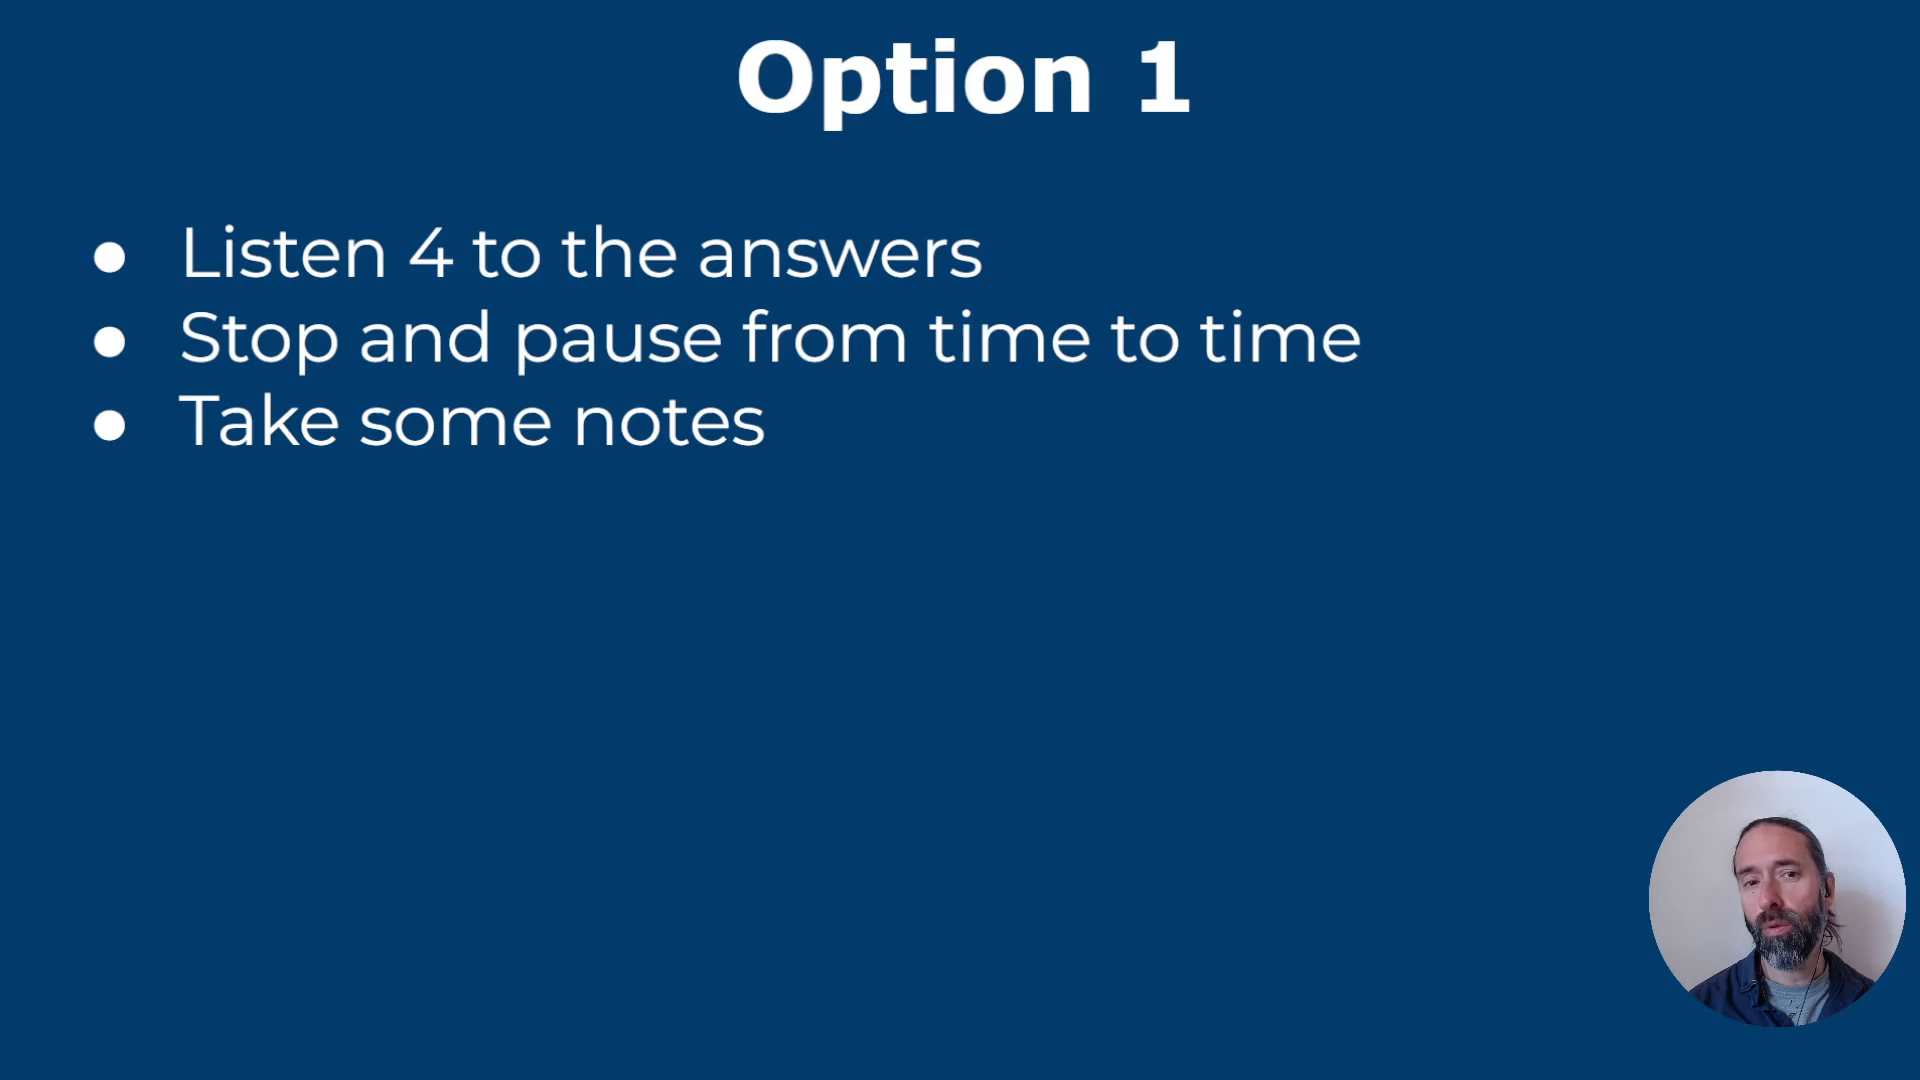 Option 1
● Listen 4 to the answers
● Stop and pause from time to time
● Take some notes